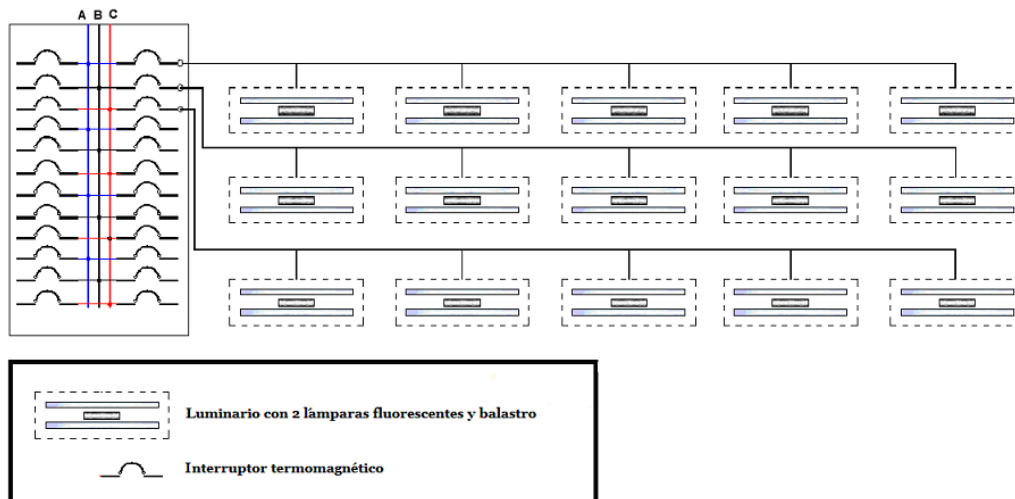 A B C
Luminario con 2 lámparas fluorescentes y balastro
Interruptor termomagnético